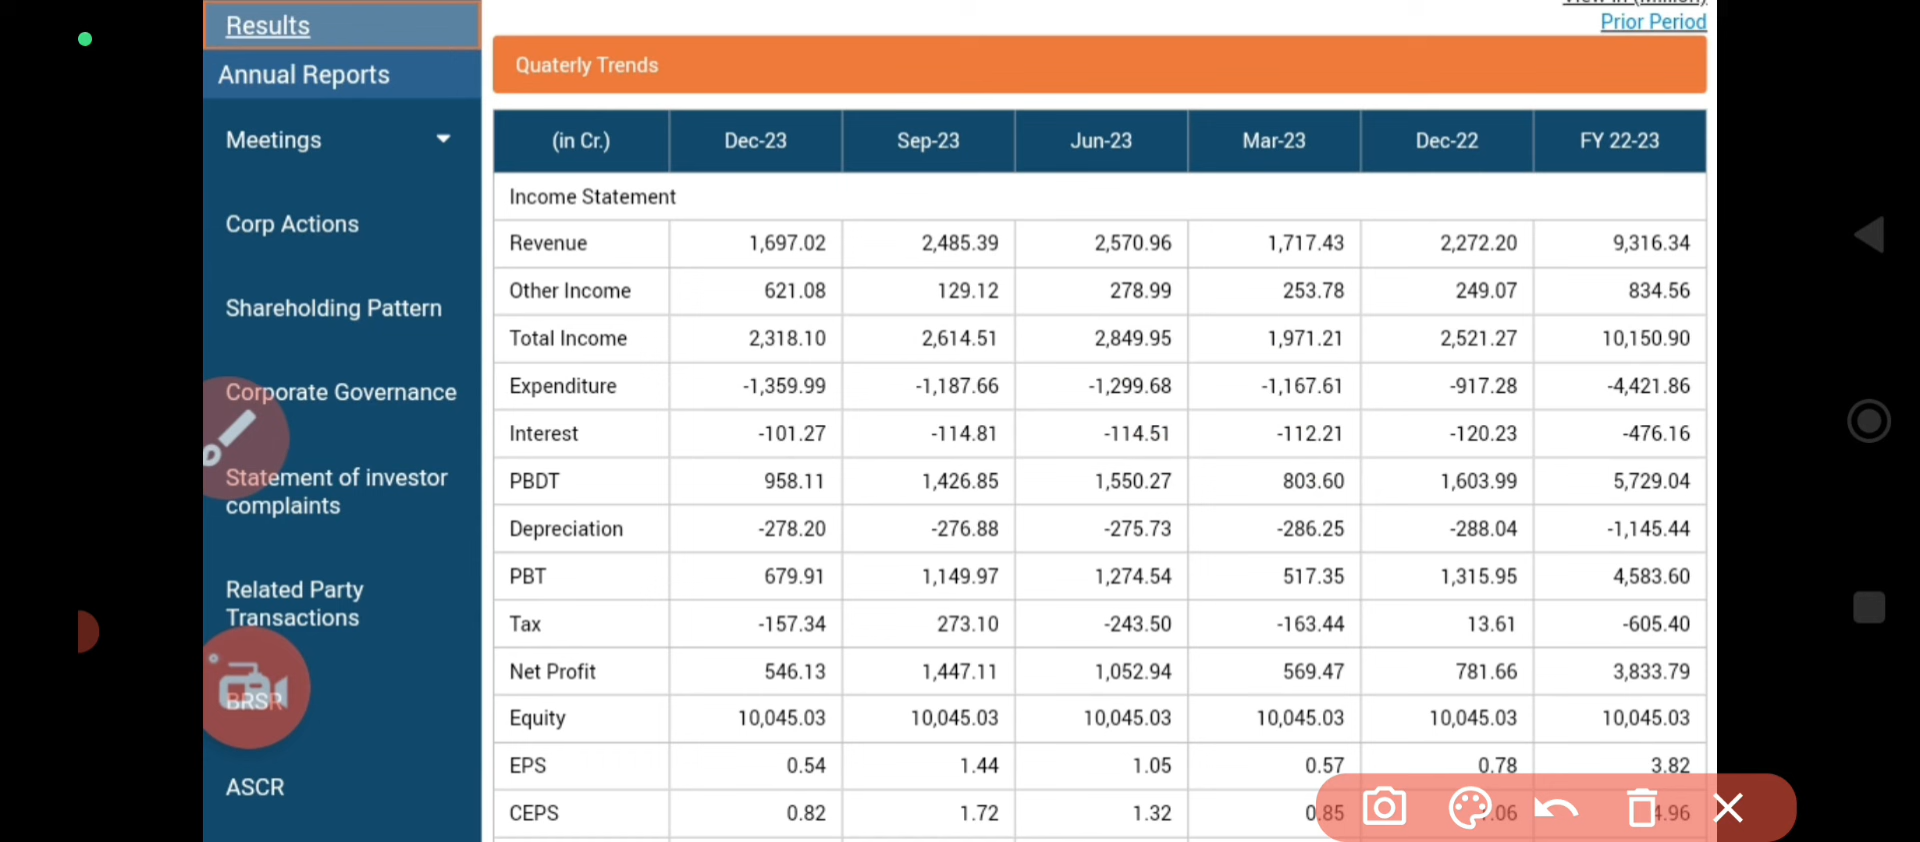 Results
Annual Reports
Meetings
Corp Actions
Shareholding Pattern
Corporate Governance
Statement of investor
complaints
Related Party
Transactions
BRSR
ASCR
View in (Million)
Prior Period
Quaterly Trends
(in Cr.) Dec-23 Sep-23 Jun-23 Mar-23 Dec-22 FY 22-23
Income Statement
Revenue 1,697.02 2,485.39 2,570.96 1,717.43 2,272.20 9,316.34
Other Income 621.08 129.12 278.99 253.78 249.07 834.56
Total Income 2,318.10 2,614.51 2,849.95 1,971.21 2,521.27 10,150.90
Expenditure -1,359.99 -1,187.66 -1,299.68 -1,167.61 -917.28 -4,421.86
Interest -101.27 -114.81 -114.51 -112.21 -120.23 -476.16
PBDT 958.11 1,426.85 1,550.27 803.60 1,603.99 5,729.04
Depreciation -278.20 -276.88 -275.73 -286.25 -288.04 -1,145.44
PBT 679.91 1,149.97 1,274.54 517.35 1,315.95 4,583.60
Tax -157.34 273.10 -243.50 -163.44 13.61 -605.40
Net Profit 546.13 1,447.11 1,052.94 569.47 781.66 3,833.79
Equity 10,045.03 10,045.03 10,045.03 10,045.03 10,045.03 10,045.03
EPS 0.54 1.44 1.05 0.57 0.78 3.82
CEPS 0.82 1.72 1.32 0.85 4.96